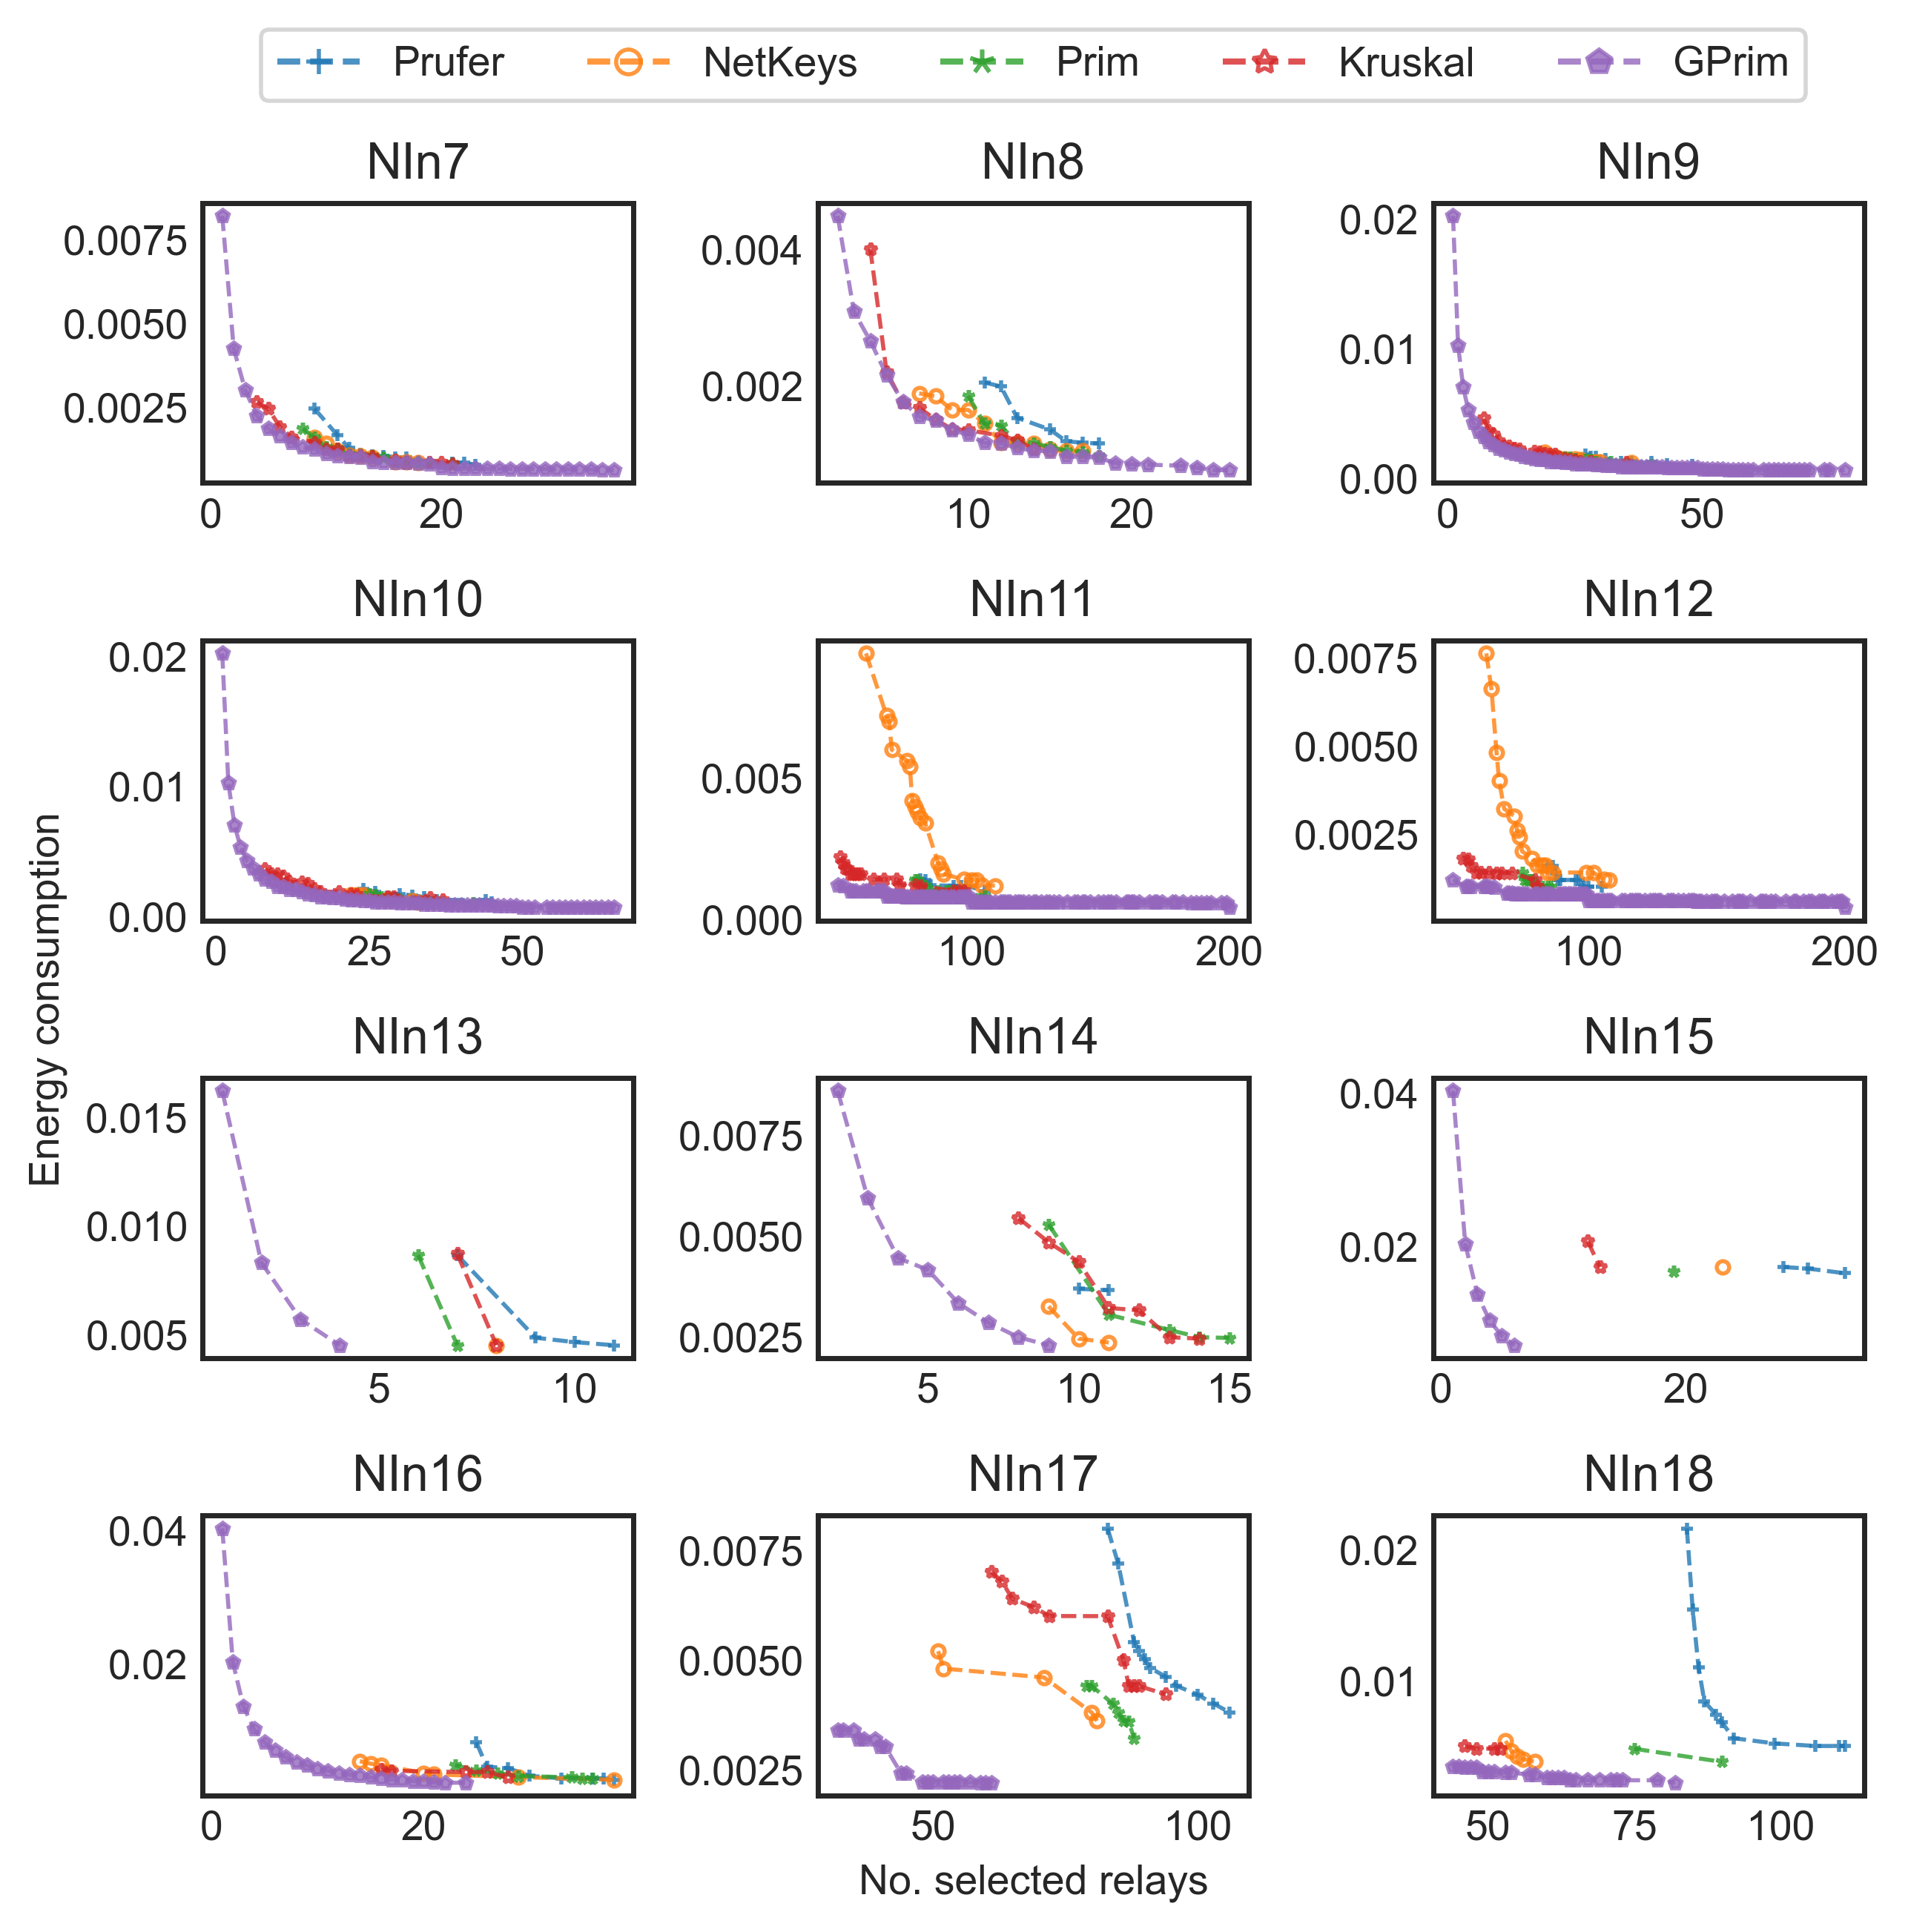 Prufer NetKeys Prim Kruskal GPrim
NIn7 NIn8 NIn9
0.0075 0.004 0.02
0.0050 0.002 0.01
0.0025 0.00
0 20 10 20 0 50
NIn10 NIn11 NIn12
0.02 0.005 0.0075
0.01 0.000 0.0050
0.00 0.0025
0 25 50 100 200 100 200
Energy consumption
NIn13 NIn14 NIn15
0.015 0.0075 0.04
0.010 0.0050 0.02
0.005 0.0025
5 10 5 10 15 0 20
NIn16 NIn17 NIn18
0.04 0.0075 0.02
0.02 0.0050 0.01
0.0025
0 20 50 100 50 75 100
No. selected relays